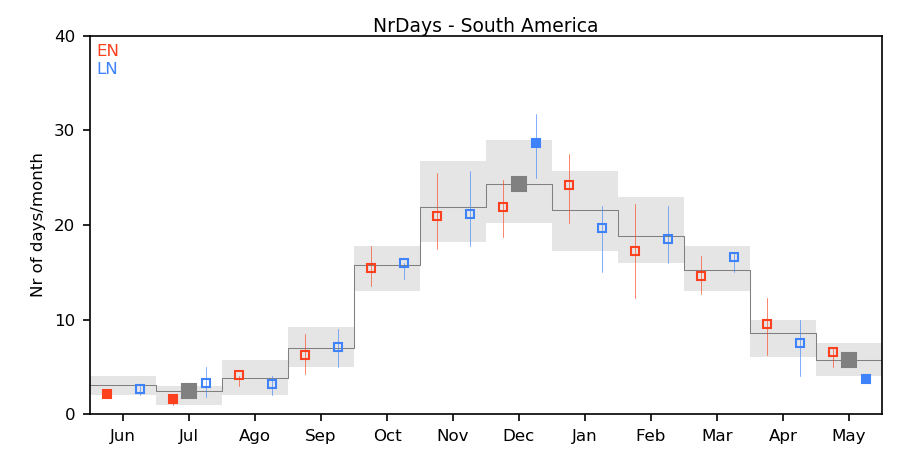 NrDays - South America
EN
LN
Nr of days/month
40
30
20
10
0
Jun Jul Ago Sep Oct Nov Dec Jan Feb Mar Apr May